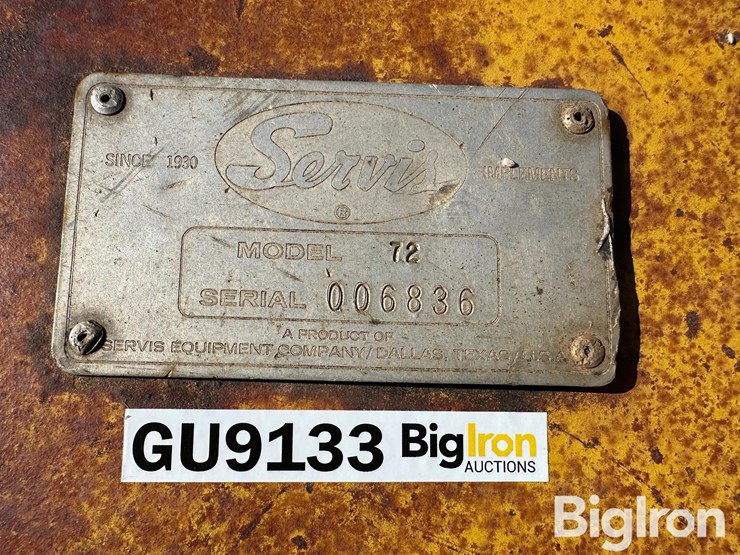 Servis
SINCE 1930 IMPLEMENTS
®
MODEL 72
SERIAL 006836
A PRODUCT OF
SERVIS EQUIPMENT COMPANY/DALLAS, TEXAS/U.S.A.
GU9133 BigIron
AUCTIONS
BigIron